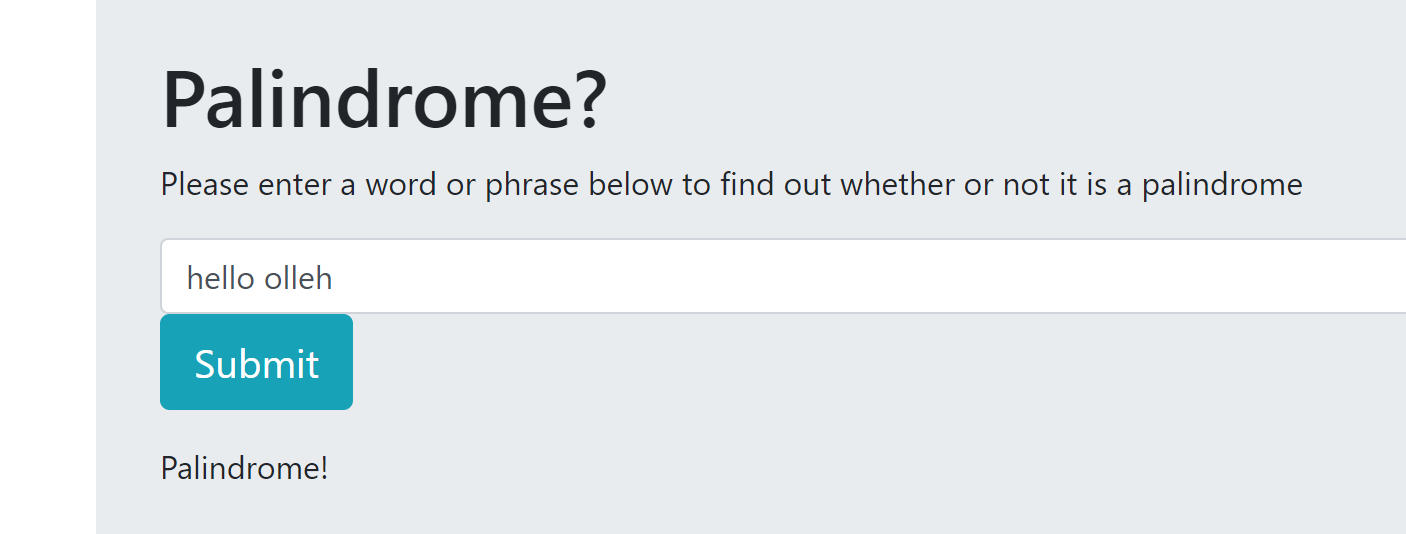 Palindrome?
Please enter a word or phrase below to find out whether or not it is a palindrome
hello olleh
Submit
Palindrome!